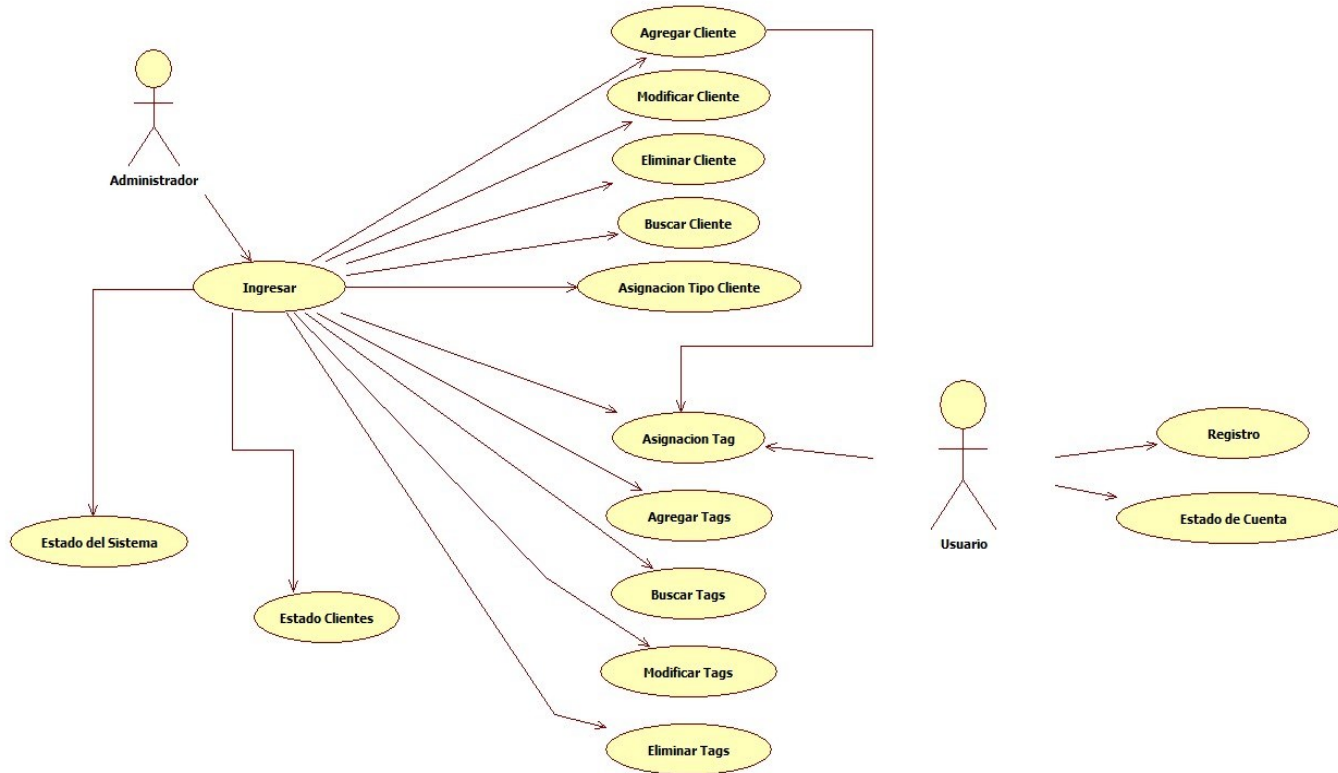 Agregar Cliente
Modificar Cliente
Administrador
Eliminar Cliente
Buscar Cliente
Ingresar
Asignacion Tipo Cliente
Asignacion Tag
Registro
Agregar Tags
Estado de Cuenta
Estado del Sistema
Usuario
Buscar Tags
Estado Clientes
Modificar Tags
Eliminar Tags